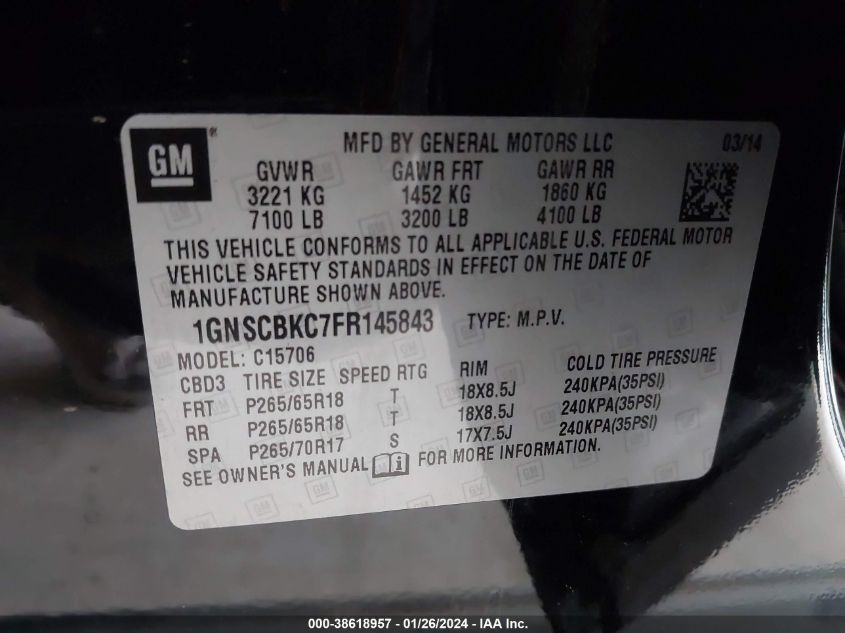 GM® MFD BY GENERAL MOTORS LLC 03/14
GVWR GAWR FRT GAWR RR
3221 KG 1452 KG 1860 KG
7100 LB 3200 LB 4100 LB
THIS VEHICLE CONFORMS TO ALL APPLICABLE U.S. FEDERAL MOTOR
VEHICLE SAFETY STANDARDS IN EFFECT ON THE DATE OF
MANUFACTURE SHOWN ABOVE.
1GNSCBKC7FR145843 TYPE: M.P.V.
MODEL: C15706
CBD3 TIRE SIZE SPEED RTG RIM COLD TIRE PRESSURE
FRT P265/65R18 T 18X8.5J 240KPA(35PSI)
RR P265/65R18 T 18X8.5J 240KPA(35PSI)
SPA P265/70R17 S 17X7.5J 240KPA(35PSI)
SEE OWNER'S MANUAL i FOR MORE INFORMATION.
000-38618957 - 01/26/2024 - IAA Inc.